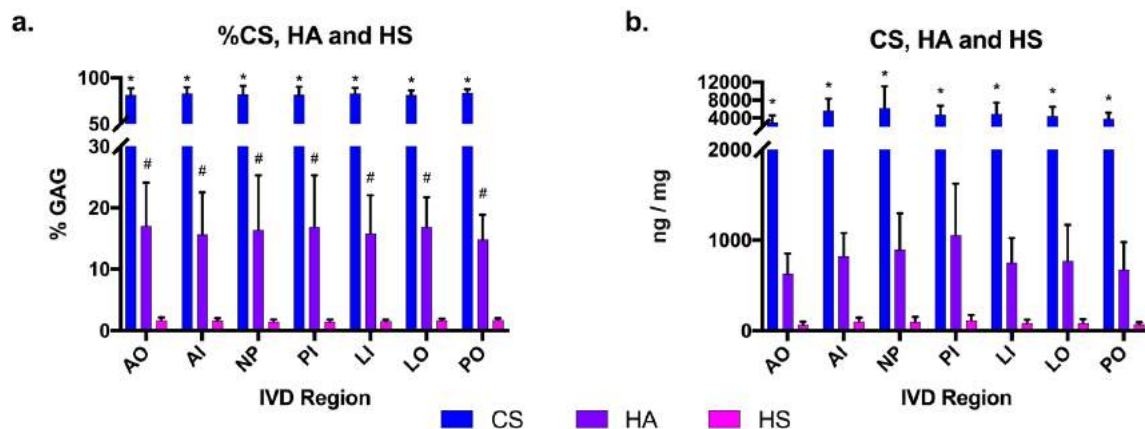 a.
%CS, HA and HS
* * * * * * *
100
50
30
20
10
0
# # # # # # #
% GAG
AO AI NP PI LI LO PO
IVD Region
b.
CS, HA and HS
* * * * * * *
12000
8000
4000
2000
1000
0
ng / mg
AO AI NP PI LI LO PO
IVD Region
CS HA HS